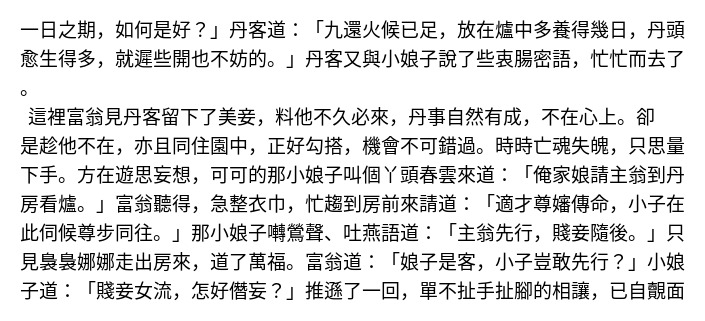 一日之期，如何是好？」丹客道：「九還火候已足，放在爐中多養得幾日，丹頭
愈生得多，就遲些開也不妨的。」丹客又與小娘子說了些衷腸密語，忙忙而去了
。
這裡富翁見丹客留下了美妾，料他不久必來，丹事自然有成，不在心上。卻
是趁他不在，亦且同住園中，正好勾搭，機會不可錯過。時時亡魂失魄，只思量
下手。方在遊思妄想，可可的那小娘子叫個丫頭春雲來道：「俺家娘請主翁到丹
房看爐。」富翁聽得，急整衣巾，忙趨到房前來請道：「適才尊嬸傳命，小子在
此伺候尊步同往。」那小娘子囀鶯聲、吐燕語道：「主翁先行，賤妾隨後。」只
見裊裊娜娜走出房來，道了萬福。富翁道：「娘子是客，小子豈敢先行？」小娘
子道：「賤妾女流，怎好僭妄？」推遜了一回，單不扯手扯腳的相讓，已自覿面